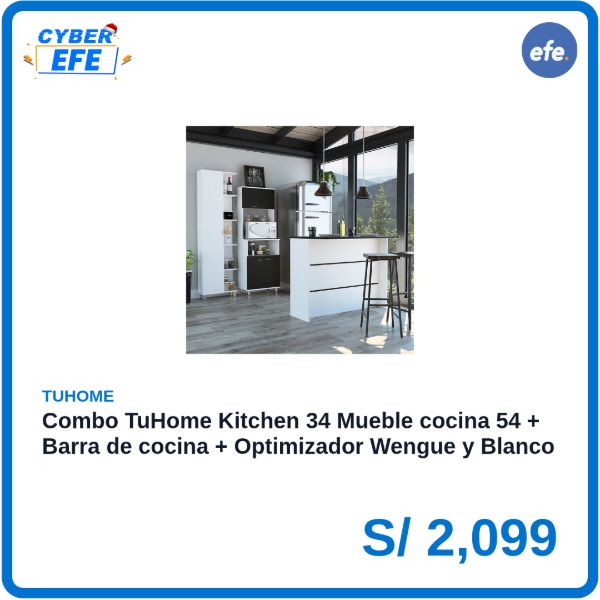 CYBER
EFE
efe.
TUHOME
Combo TuHome Kitchen 34 Mueble cocina 54 +
Barra de cocina + Optimizador Wengue y Blanco
S/ 2,099